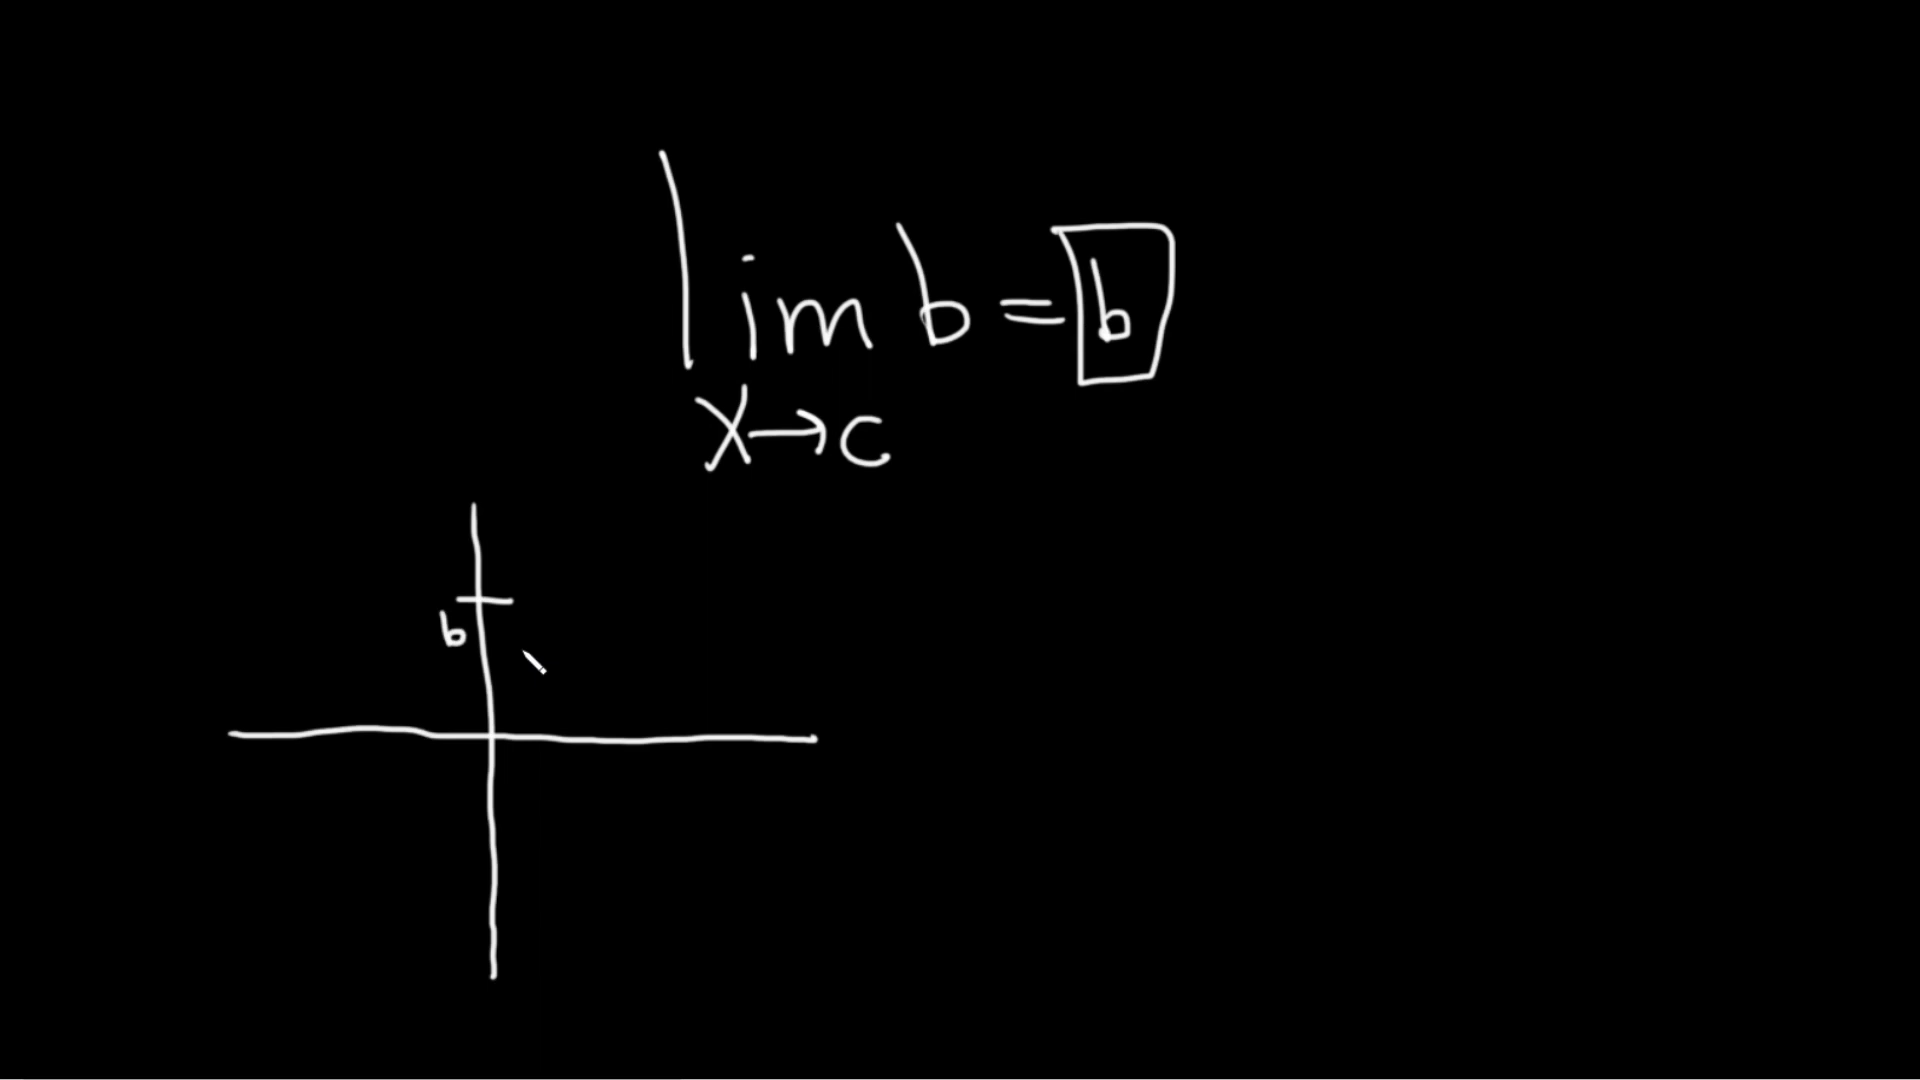 lim b = b
x→c
b